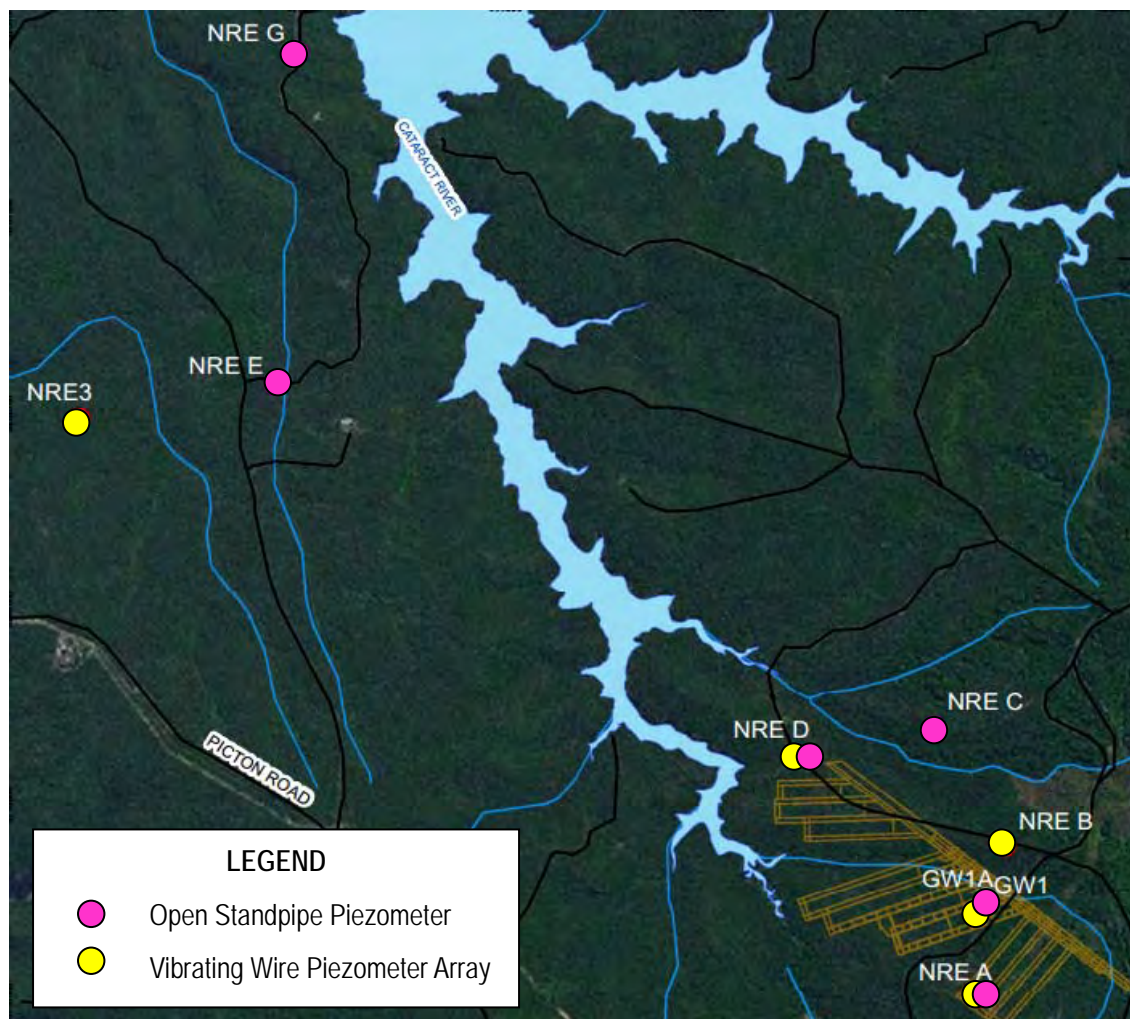 NRE G
CATARACT RIVER
NRE E
NRE3
NRE C
NRE D
PICTON ROAD
NRE B
GW1A
GW1
NRE A
LEGEND
Open Standpipe Piezometer
Vibrating Wire Piezometer Array